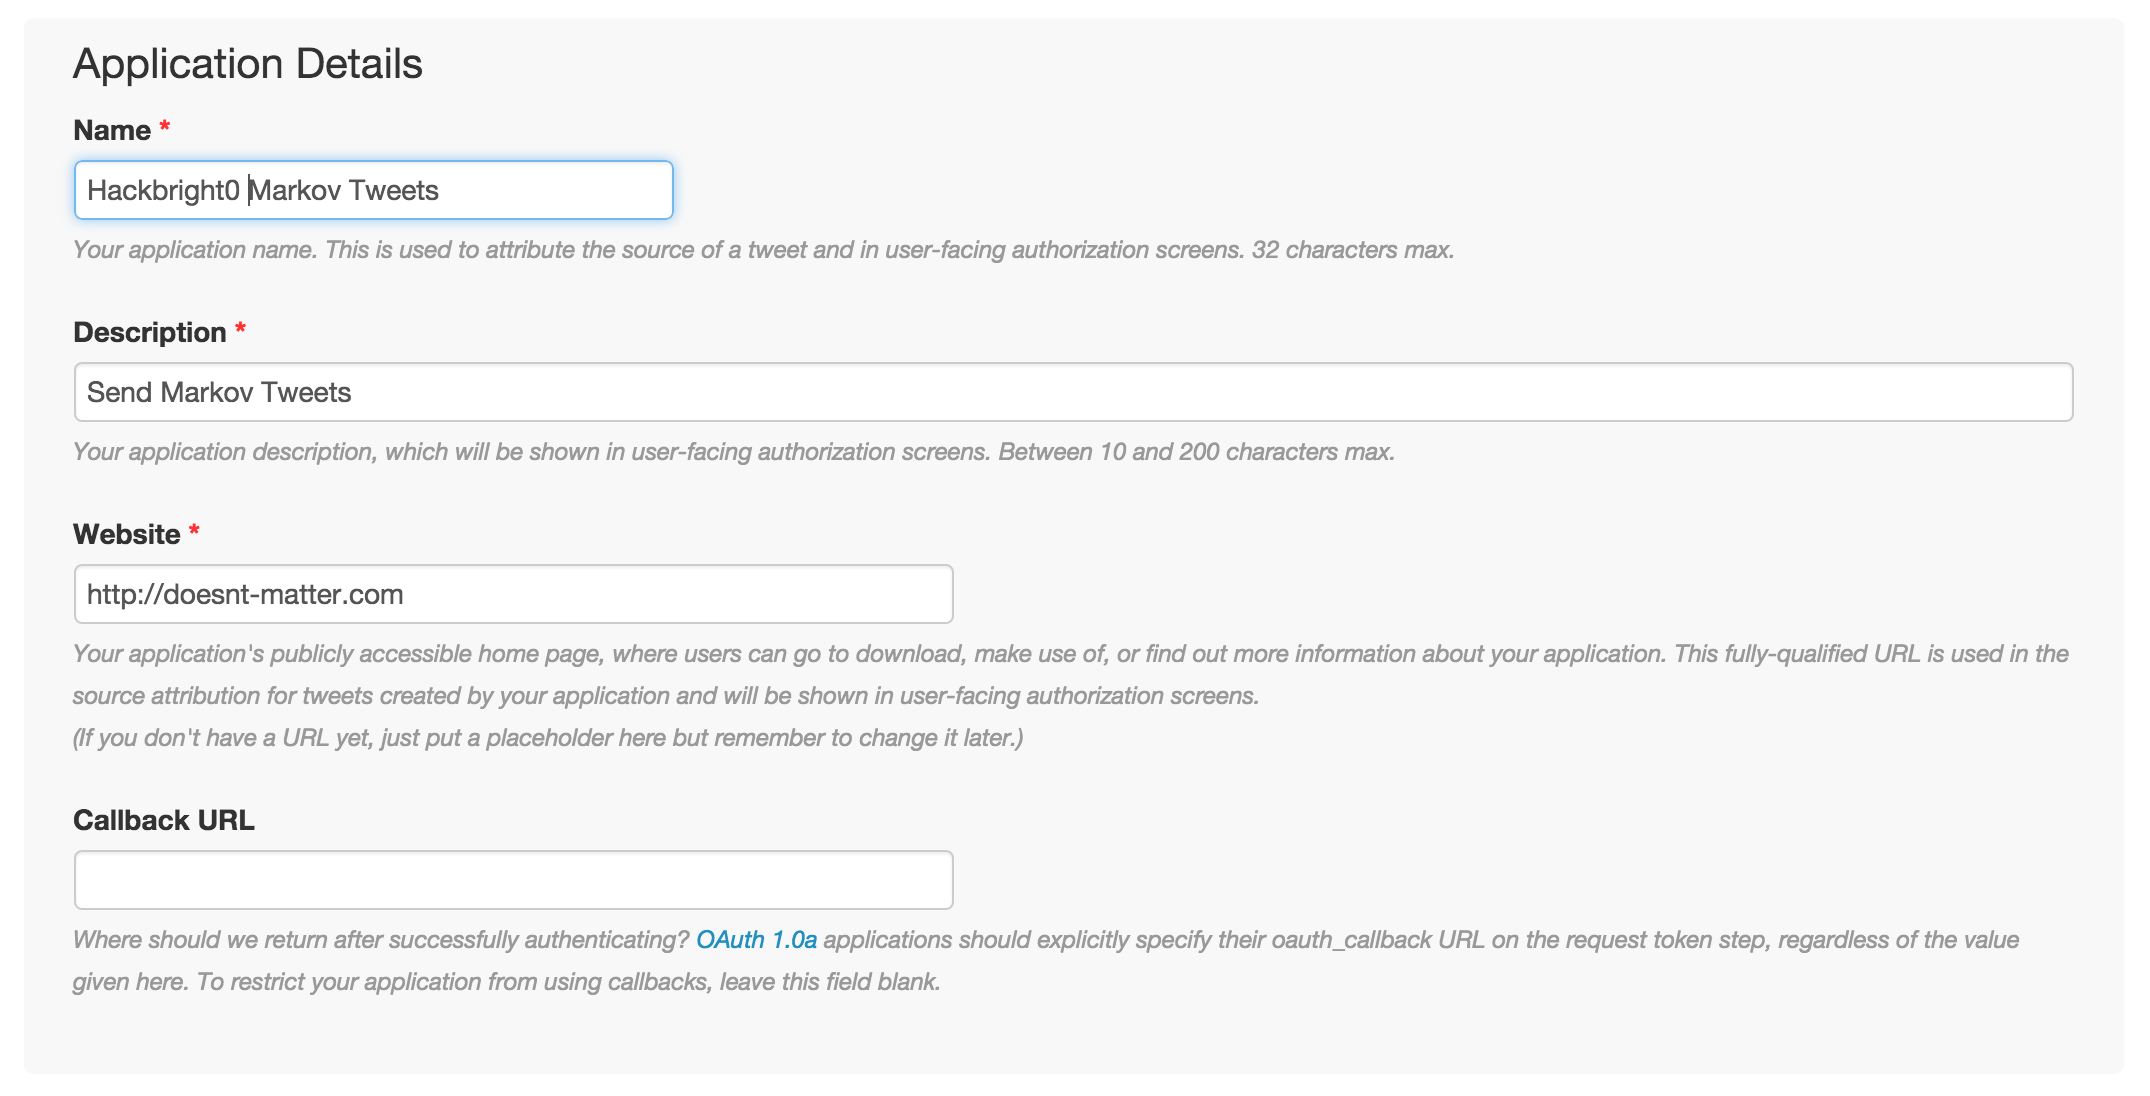 Application Details
Name *
Hackbright0 Markov Tweets
Your application name. This is used to attribute the source of a tweet and in user-facing authorization screens. 32 characters max.
Description *
Send Markov Tweets
Your application description, which will be shown in user-facing authorization screens. Between 10 and 200 characters max.
Website *
http://doesnt-matter.com
Your application's publicly accessible home page, where users can go to download, make use of, or find out more information about your application. This fully-qualified URL is used in the
source attribution for tweets created by your application and will be shown in user-facing authorization screens.
(If you don't have a URL yet, just put a placeholder here but remember to change it later.)
Callback URL
Where should we return after successfully authenticating? OAuth 1.0a applications should explicitly specify their oauth_callback URL on the request token step, regardless of the value
given here. To restrict your application from using callbacks, leave this field blank.